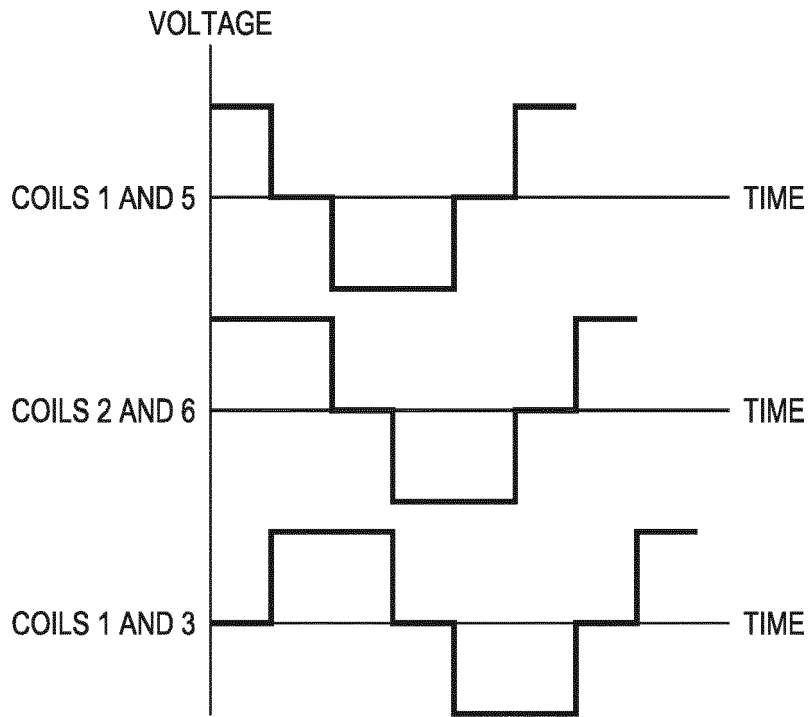 VOLTAGE
COILS 1 AND 5
TIME
COILS 2 AND 6
TIME
COILS 1 AND 3
TIME